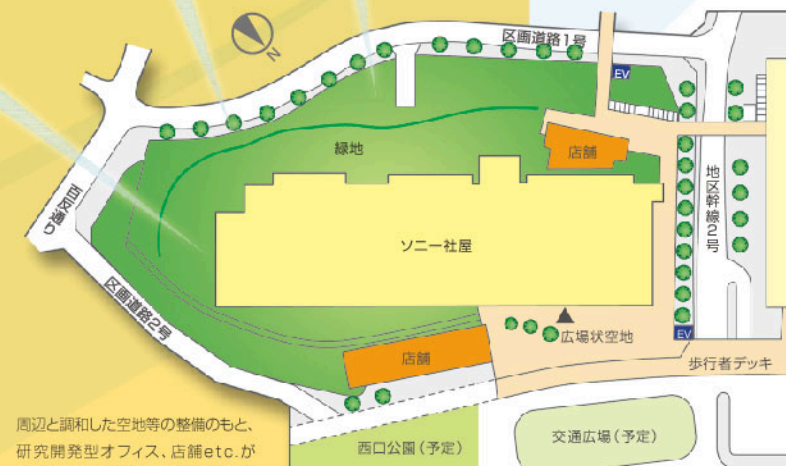 区画道路1号
N
EV
店舗
緑地
地区幹線2号
百反通り
ソニー社屋
区画道路2号
EV
広場状空地
店舗
歩行者デッキ
周辺と調和した空地等の整備のもと、
研究開発型オフィス、店舗etc.が
西口公園(予定)
交通広場(予定)